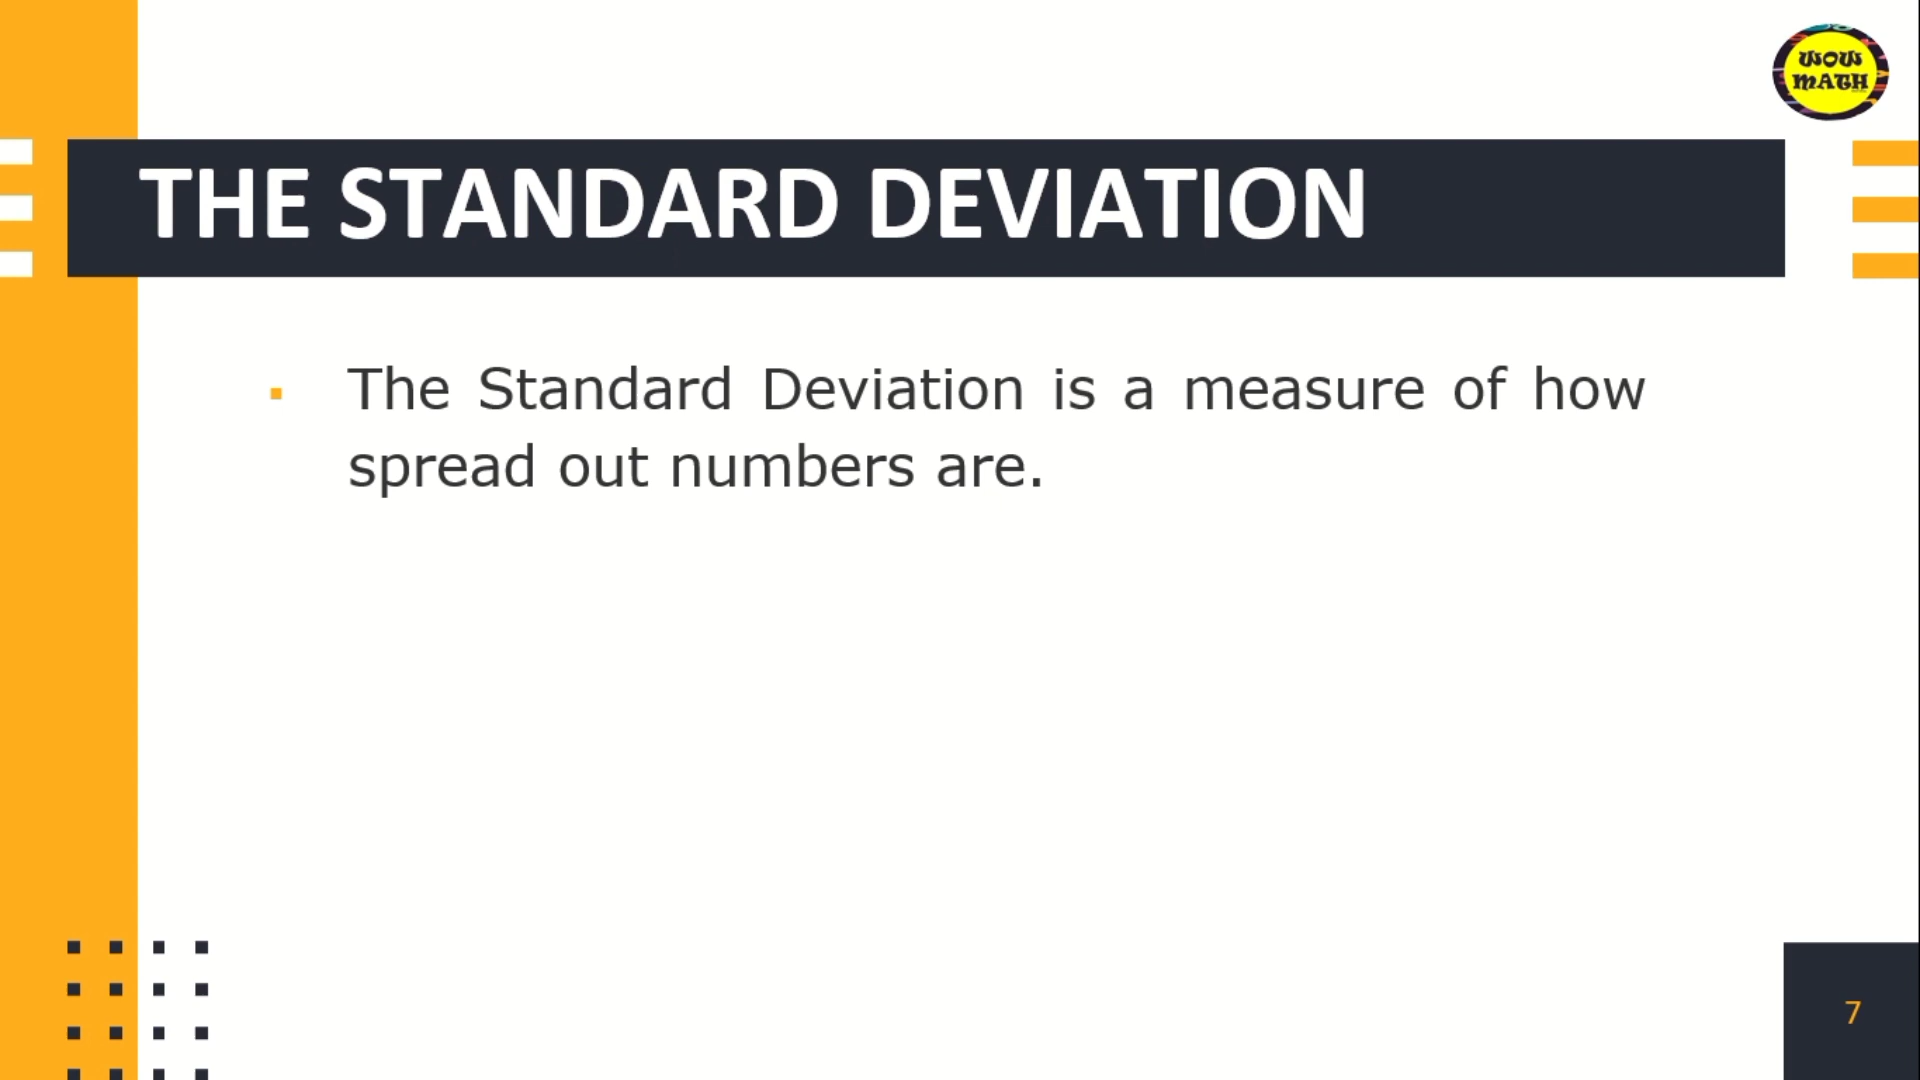 WOW
MATH
THE STANDARD DEVIATION
▪ The Standard Deviation is a measure of how
spread out numbers are.
7